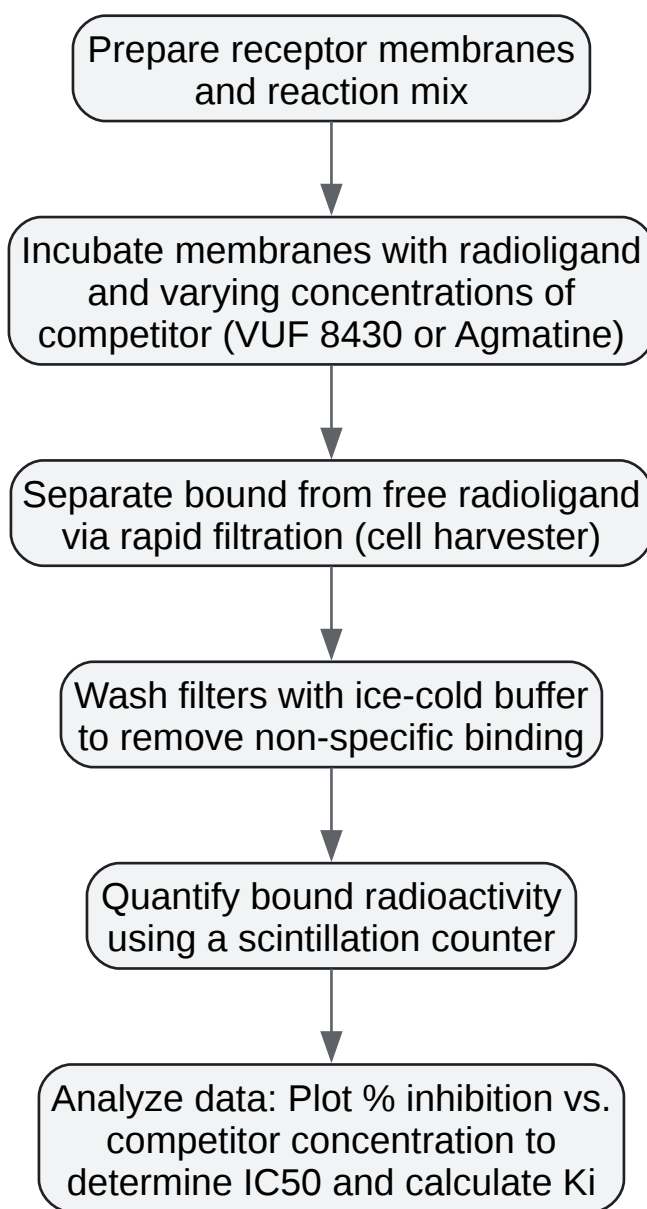 Prepare receptor membranes
and reaction mix
Incubate membranes with radioligand
and varying concentrations of
competitor (VUF 8430 or Agmatine)
Separate bound from free radioligand
via rapid filtration (cell harvester)
Wash filters with ice-cold buffer
to remove non-specific binding
Quantify bound radioactivity
using a scintillation counter
Analyze data: Plot % inhibition vs.
competitor concentration to
determine IC50 and calculate Ki